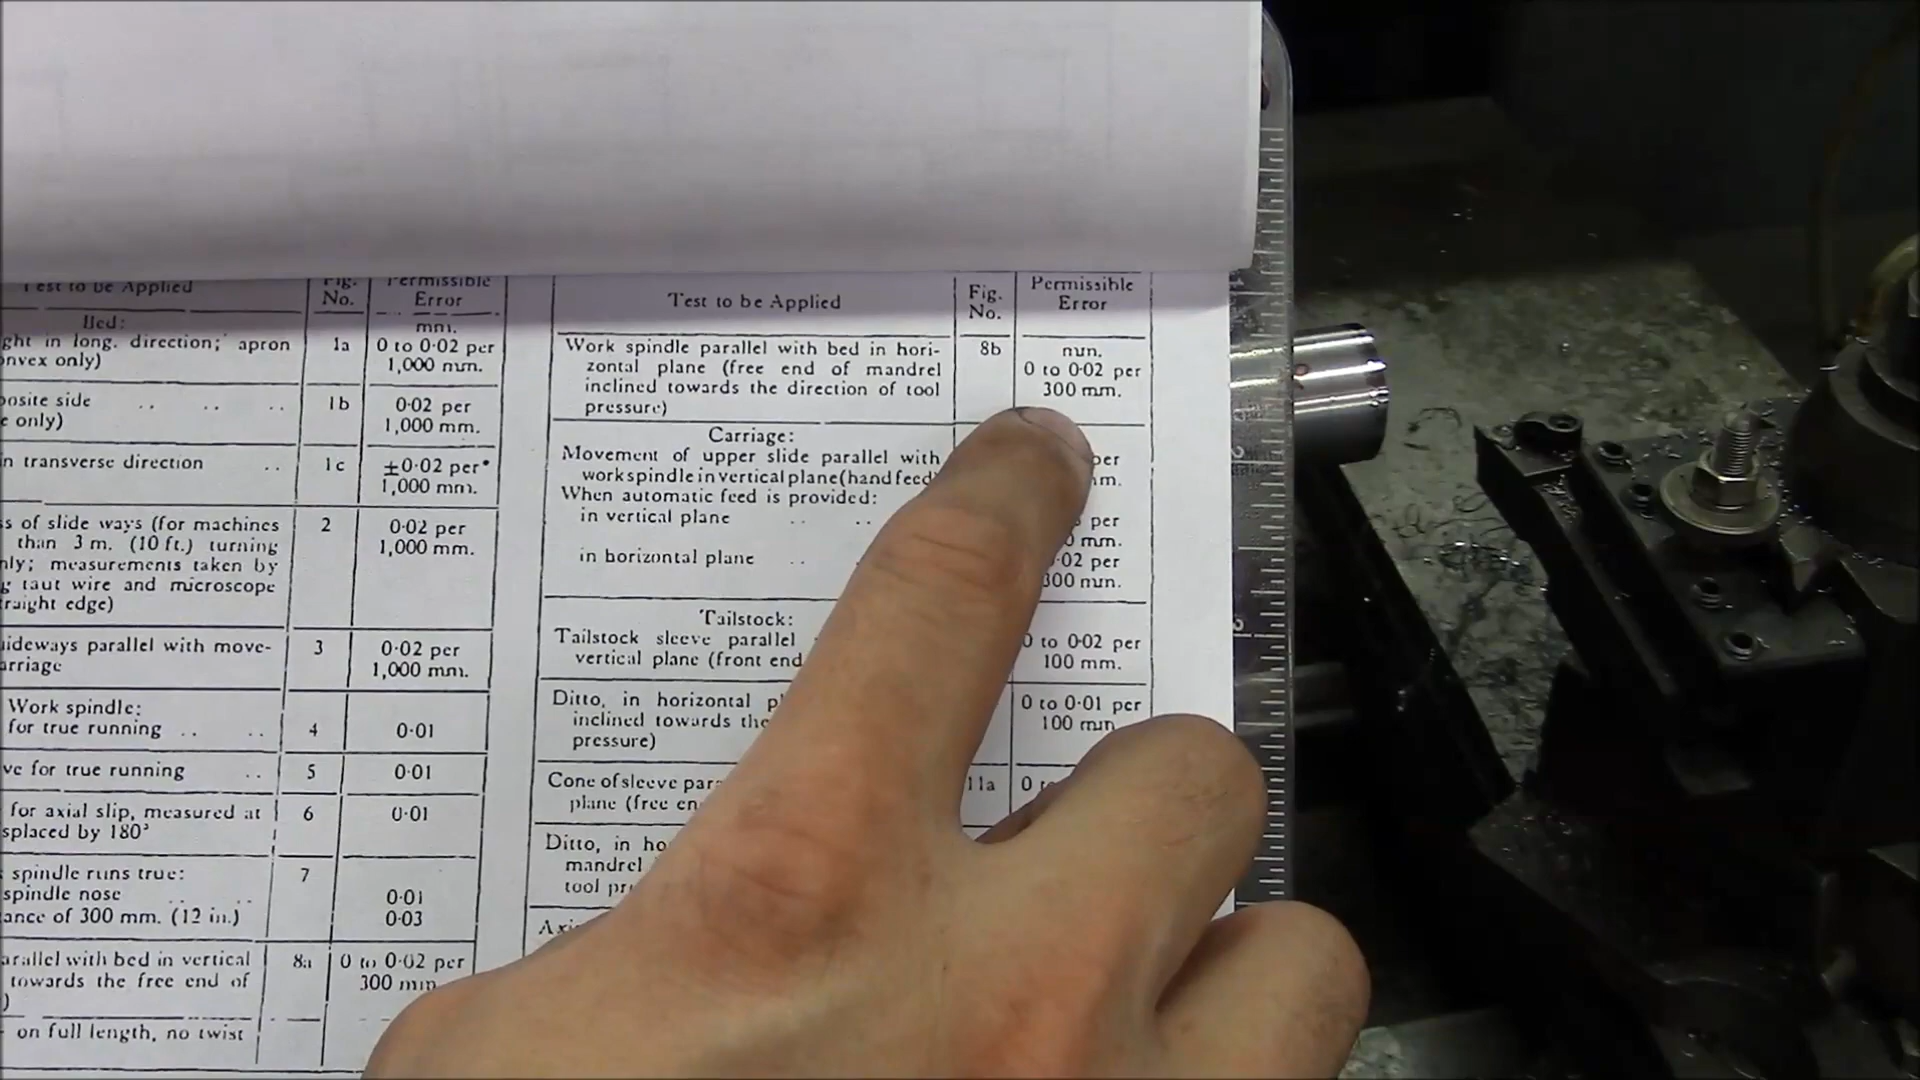 Test to be Applied
Fig.
No.
Permissible
Error
Bed:
mm.
ght in long. direction; apron
onvex only)
1a
0 to 0·02 per
1,000 mm.
posite side .. .. ..
e only)
1b
0·02 per
1,000 mm.
n transverse direction ..
1c
±0·02 per*
1,000 mm.
s of slide ways (for machines
than 3 m. (10 ft.) turning
nly; measurements taken by
g taut wire and microscope
raight edge)
2
0·02 per
1,000 mm.
ideways parallel with move-
arriage
3
0·02 per
1,000 mm.
Work spindle:
for true running .. ..
4
0·01
ve for true running ..
5
0·01
for axial slip, measured at
splaced by 180°
6
0·01
spindle runs true:
spindle nose .. ..
ance of 300 mm. (12 in.)
7
0·01
0·03
arallel with bed in vertical
towards the free end of
)
8a
0 to 0·02 per
300 mm.
on full length, no twist
Test to be Applied
Fig.
No.
Permissible
Error
Work spindle parallel with bed in hori-
zontal plane (free end of mandrel
inclined towards the direction of tool
pressure)
8b
mm.
0 to 0·02 per
300 mm.
Carriage:
Movement of upper slide parallel with
work spindle in vertical plane (hand feed)
per
When automatic feed is provided:
in vertical plane .. ..
per
mm.
in horizontal plane ..
0·02 per
300 mm.
Tailstock:
Tailstock sleeve parallel
vertical plane (front end
0 to 0·02 per
100 mm.
Ditto, in horizontal
inclined towards the
pressure)
0 to 0·01 per
100 mm.
Cone of sleeve
plane (free
11a
0
Ditto, in
mandrel
tool